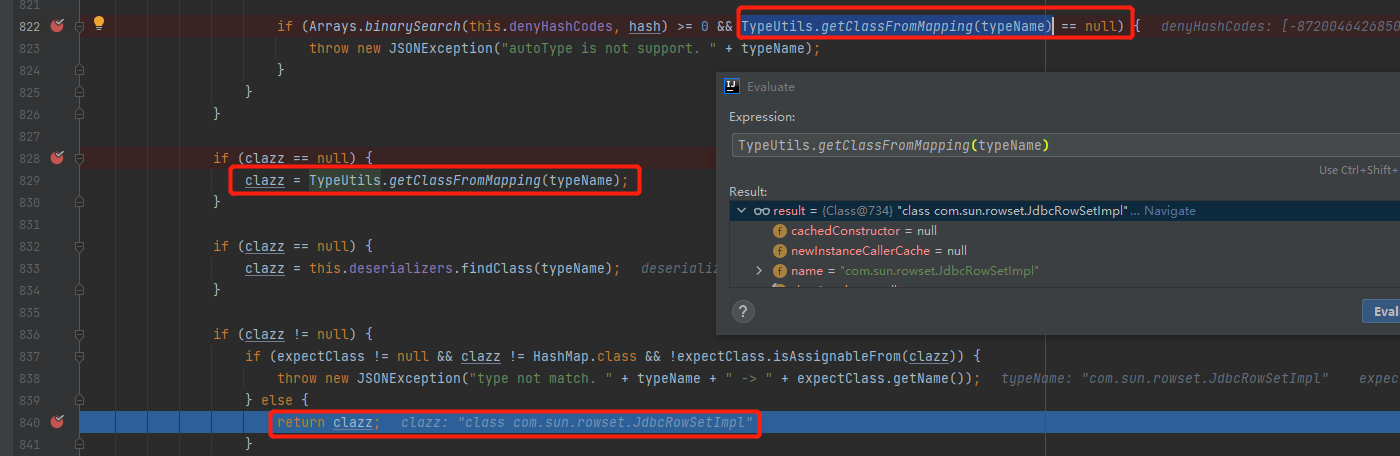 821
822 if (Arrays.binarySearch(this.denyHashCodes, hash) >= 0 && TypeUtils.getClassFromMapping(typeName) == null) { denyHashCodes: [-8720046426850
823 throw new JSONException("autoType is not support. " + typeName);
824 }
825 }
826 }
827
828 if (clazz == null) {
829 clazz = TypeUtils.getClassFromMapping(typeName);
830 }
831
832 if (clazz == null) {
833 clazz = this.deserializers.findClass(typeName); deserializ
834 }
835
836 if (clazz != null) {
837 if (expectClass != null && clazz != HashMap.class && !expectClass.isAssignableFrom(clazz)) {
838 throw new JSONException("type not match. " + typeName + " -> " + expectClass.getName()); typeName: "com.sun.rowset.JdbcRowSetImpl" expec
839 } else {
840 return clazz; clazz: "class com.sun.rowset.JdbcRowSetImpl"
841 }
Evaluate
Expression:
TypeUtils.getClassFromMapping(typeName)
Use Ctrl+Shift+
Result:
result = {Class@734} "class com.sun.rowset.JdbcRowSetImpl"... Navigate
cachedConstructor = null
newInstanceCallerCache = null
name = "com.sun.rowset.JdbcRowSetImpl"
?
Eval